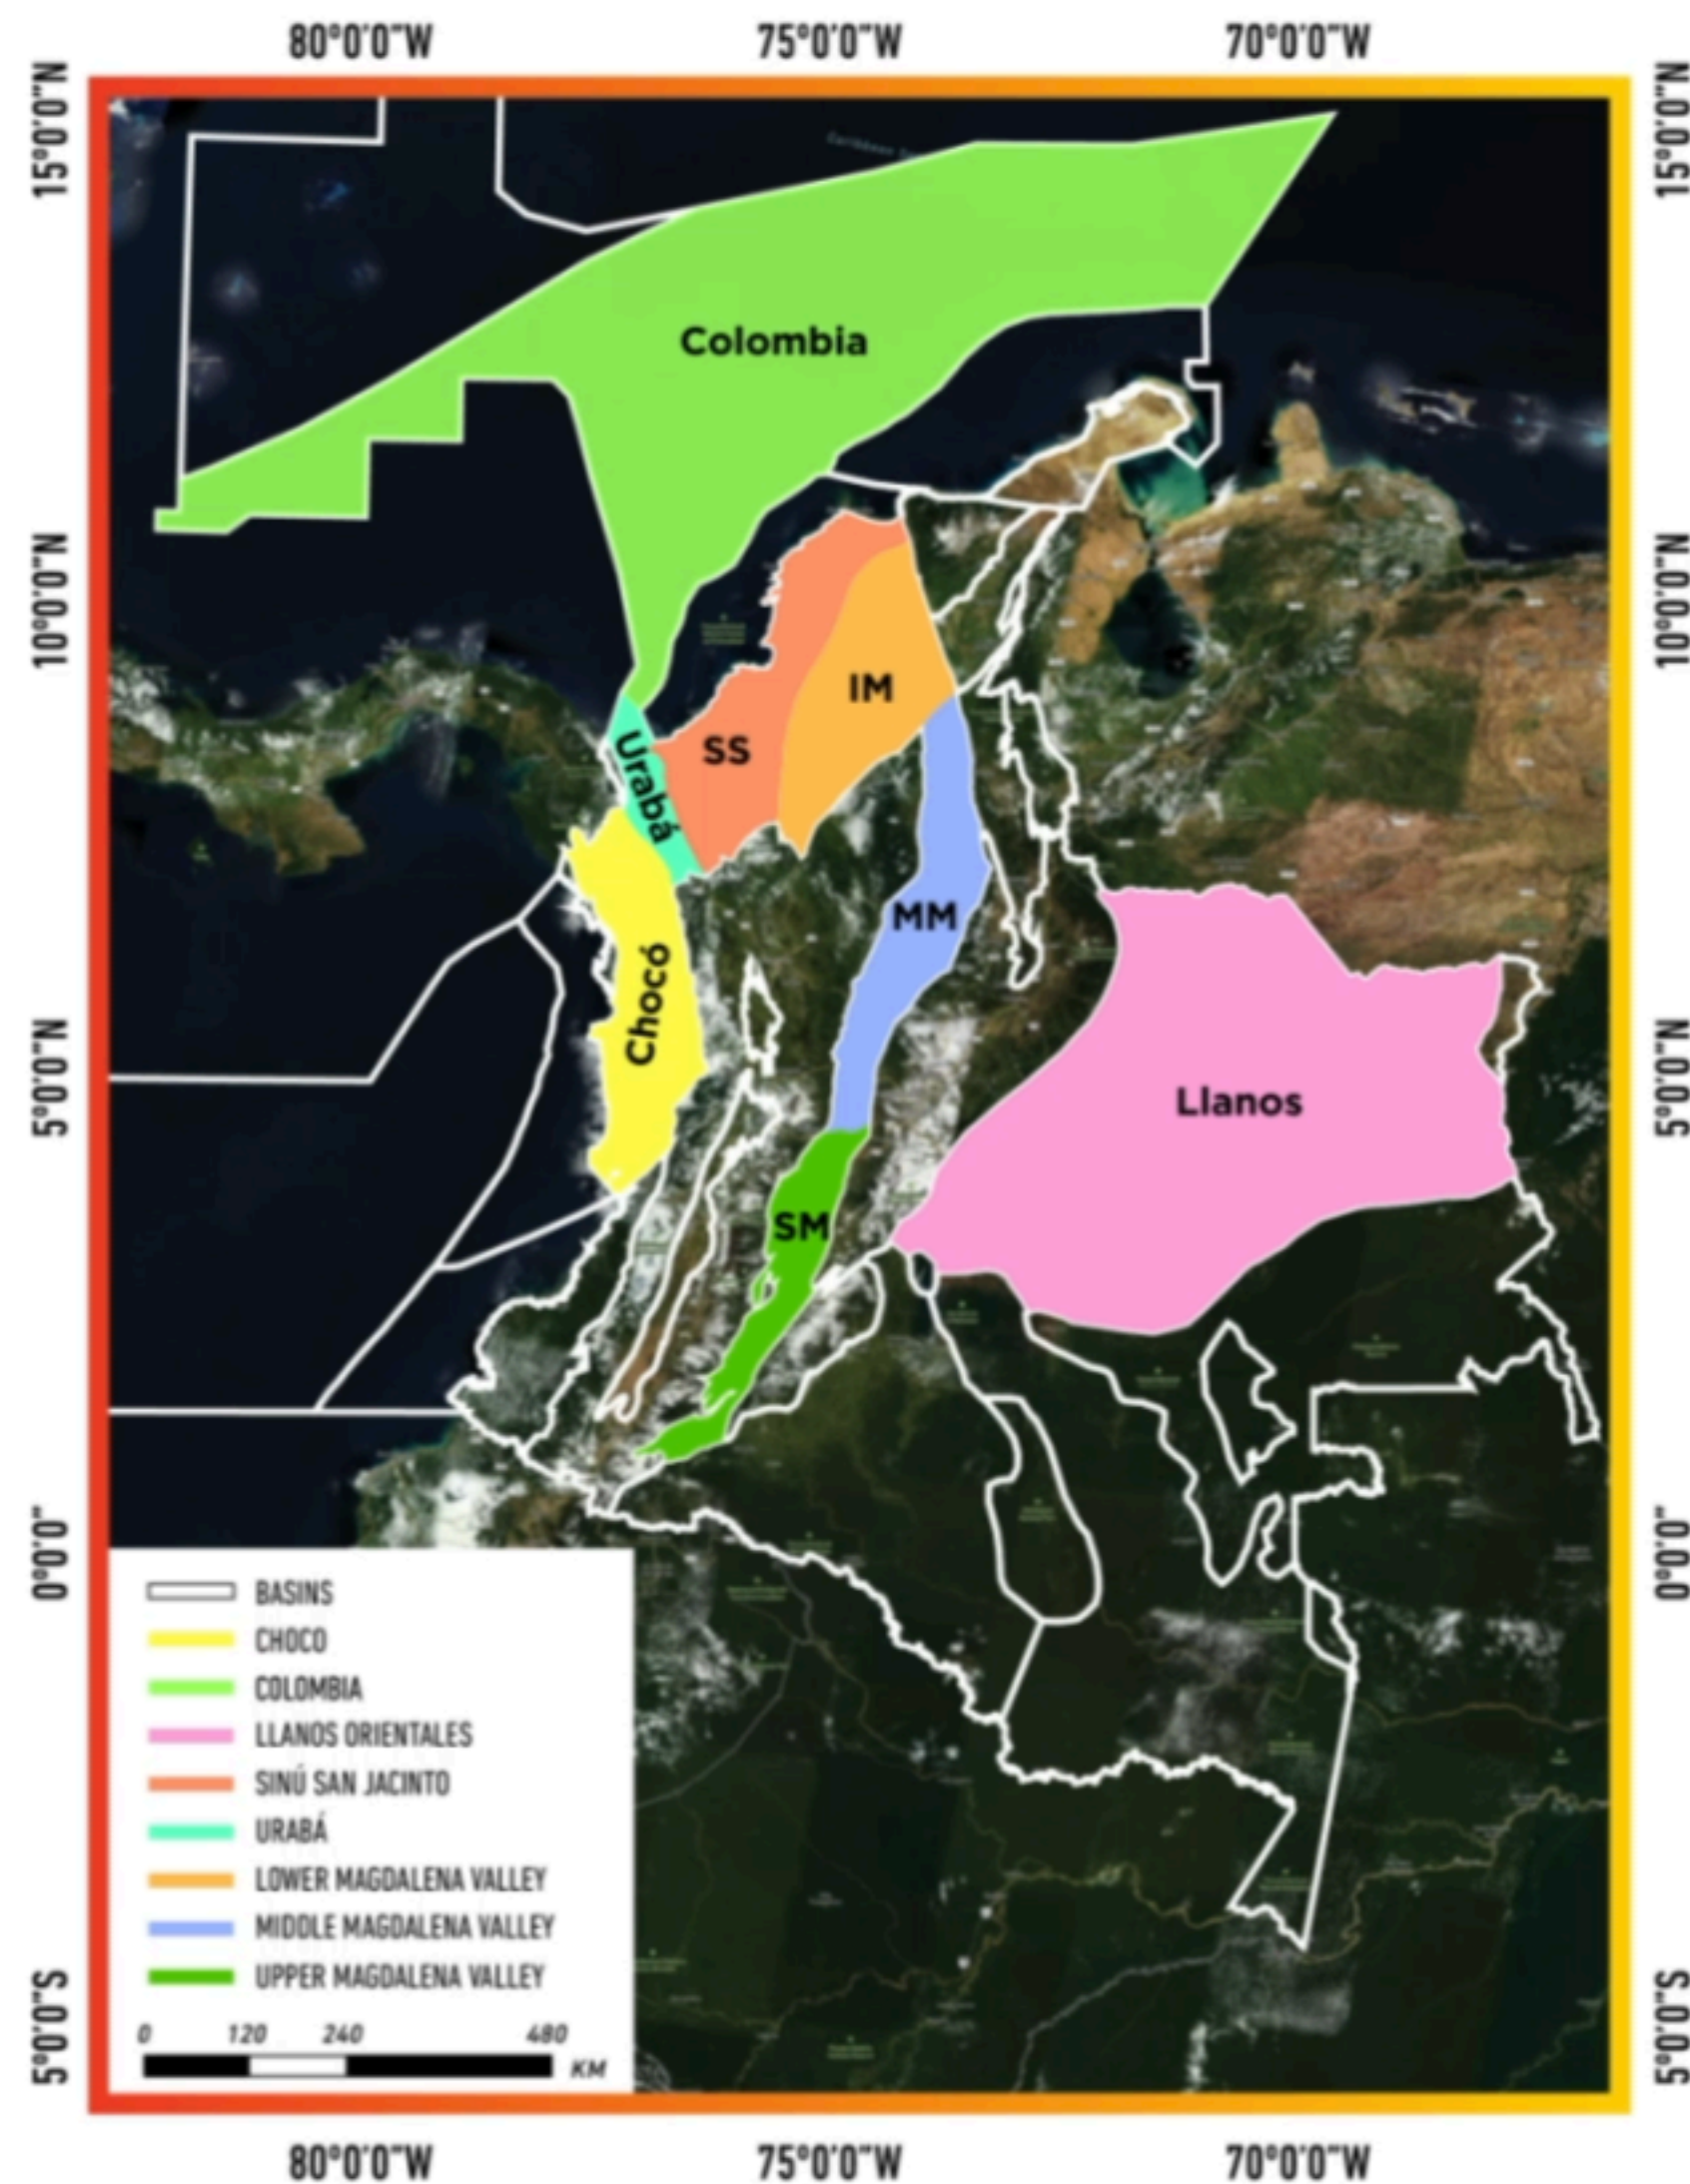 80°0'0"W 75°0'0"W 70°0'0"W
15°0'0"N 15°0'0"N
Caribbean
Colombia
10°0'0"N 10°0'0"N
IM
SS
Urabá
MM
Chocó
5°0'0"N 5°0'0"N
Llanos
SM
0°0'0" 0°0'0"
BASINS
CHOCO
COLOMBIA
LLANOS ORIENTALES
SINÚ SAN JACINTO
URABÁ
LOWER MAGDALENA VALLEY
MIDDLE MAGDALENA VALLEY
UPPER MAGDALENA VALLEY
5°0'0"S 5°0'0"S
0 120 240 480
KM
80°0'0"W 75°0'0"W 70°0'0"W